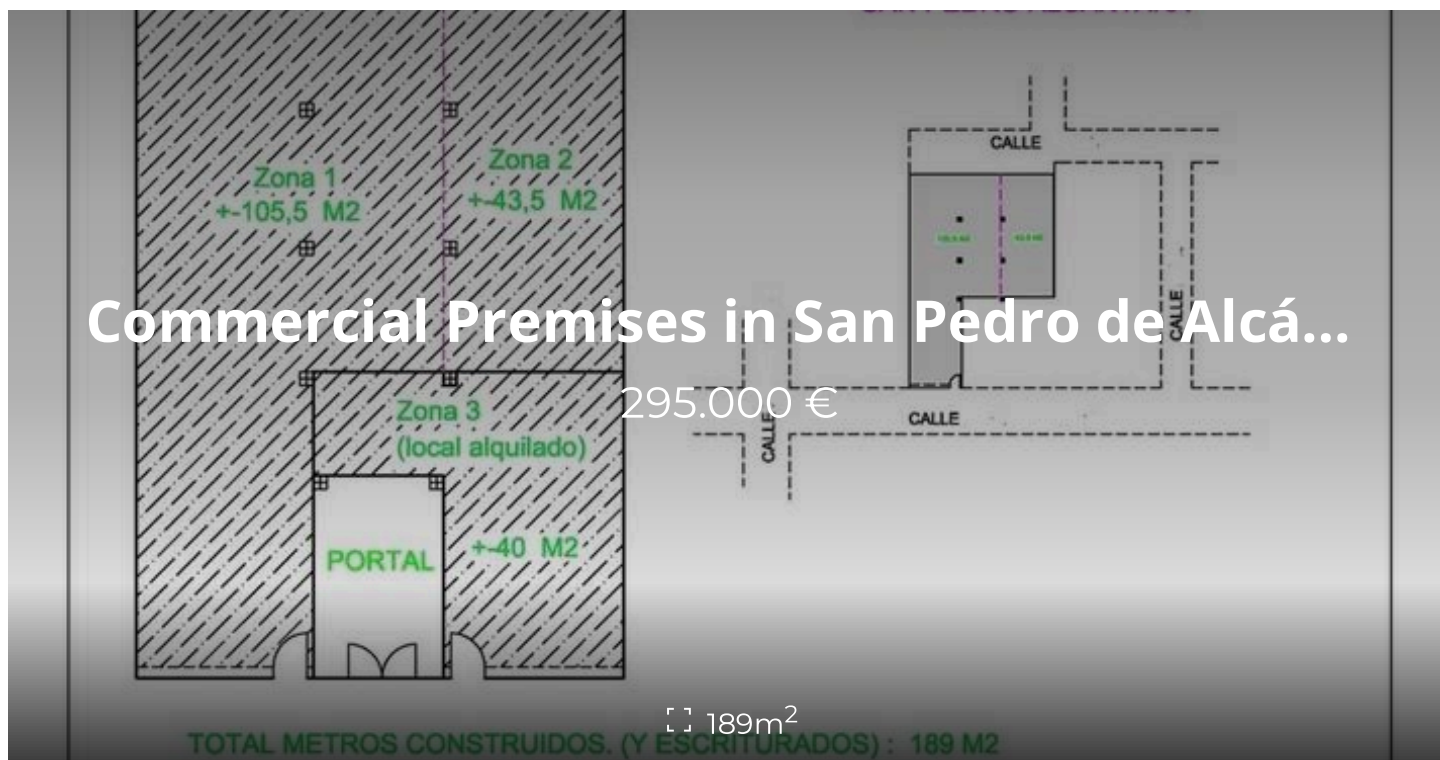 CALLE
Zona 1
+-105,5 M2
Zona 2
+-43,5 M2
CALLE
Commercial Premises in San Pedro de Alcá...
295.000 €
Zona 3
(local alquilado)
CALLE
CALLE
+-40 M2
PORTAL
189m²
TOTAL METROS CONSTRUIDOS. (Y ESCRITURADOS) : 189 M2